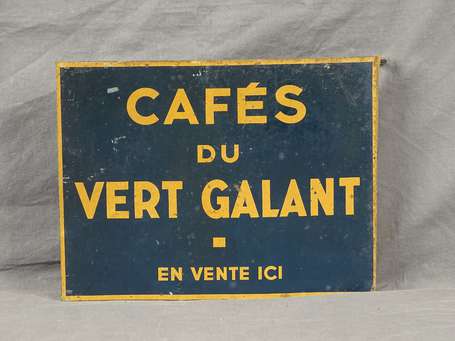 CAFÉS
DU
VERT GALANT
EN VENTE ICI